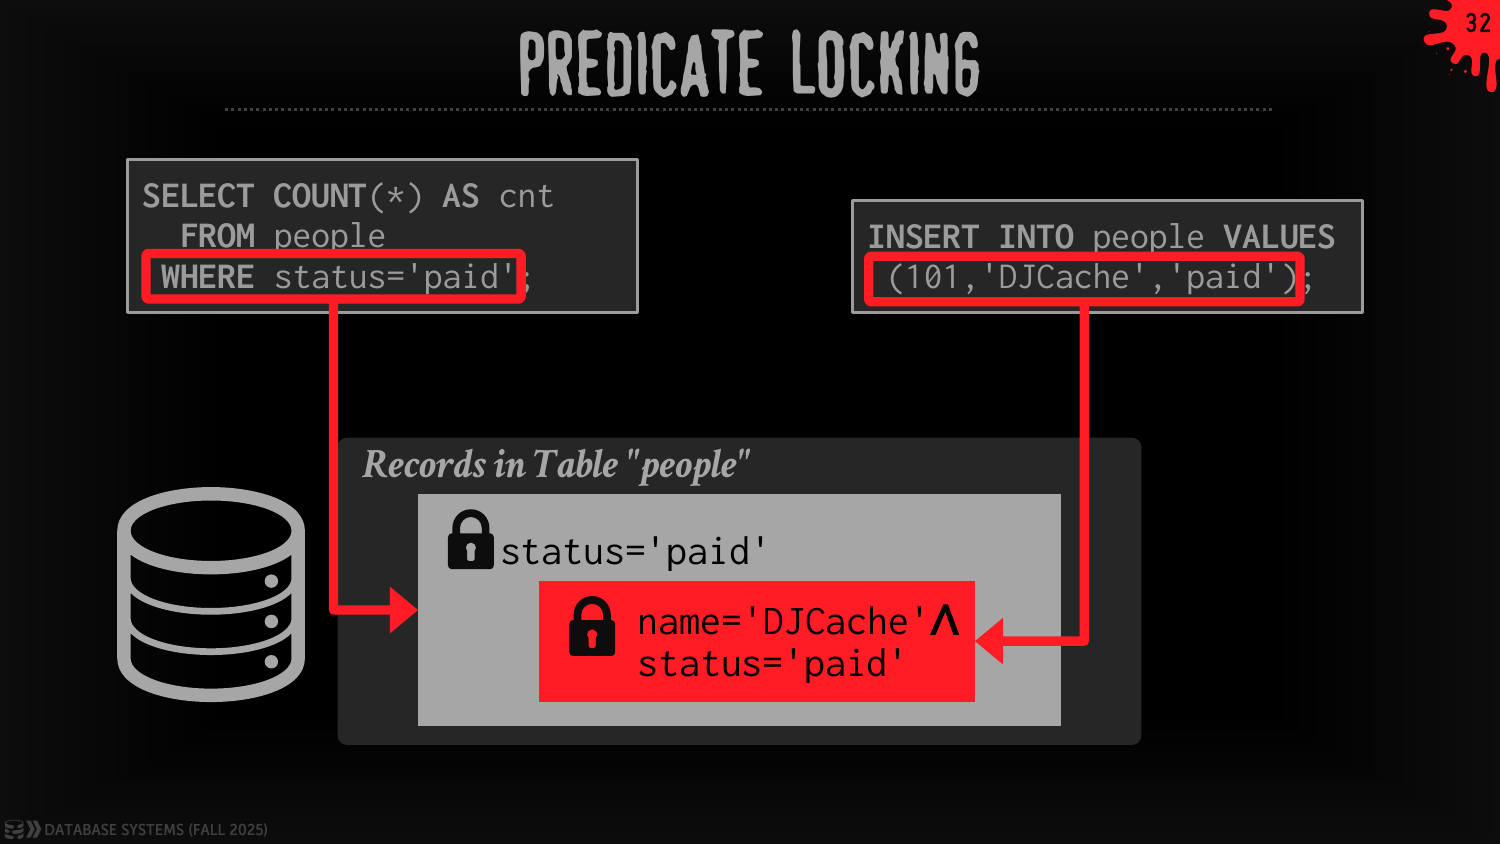 32
PREDICATE LOCKING
SELECT COUNT(*) AS cnt
FROM people
WHERE status='paid';
INSERT INTO people VALUES
(101,'DJCache','paid');
Records in Table "people"
status='paid'
name='DJCache'∧
status='paid'
DATABASE SYSTEMS (FALL 2025)